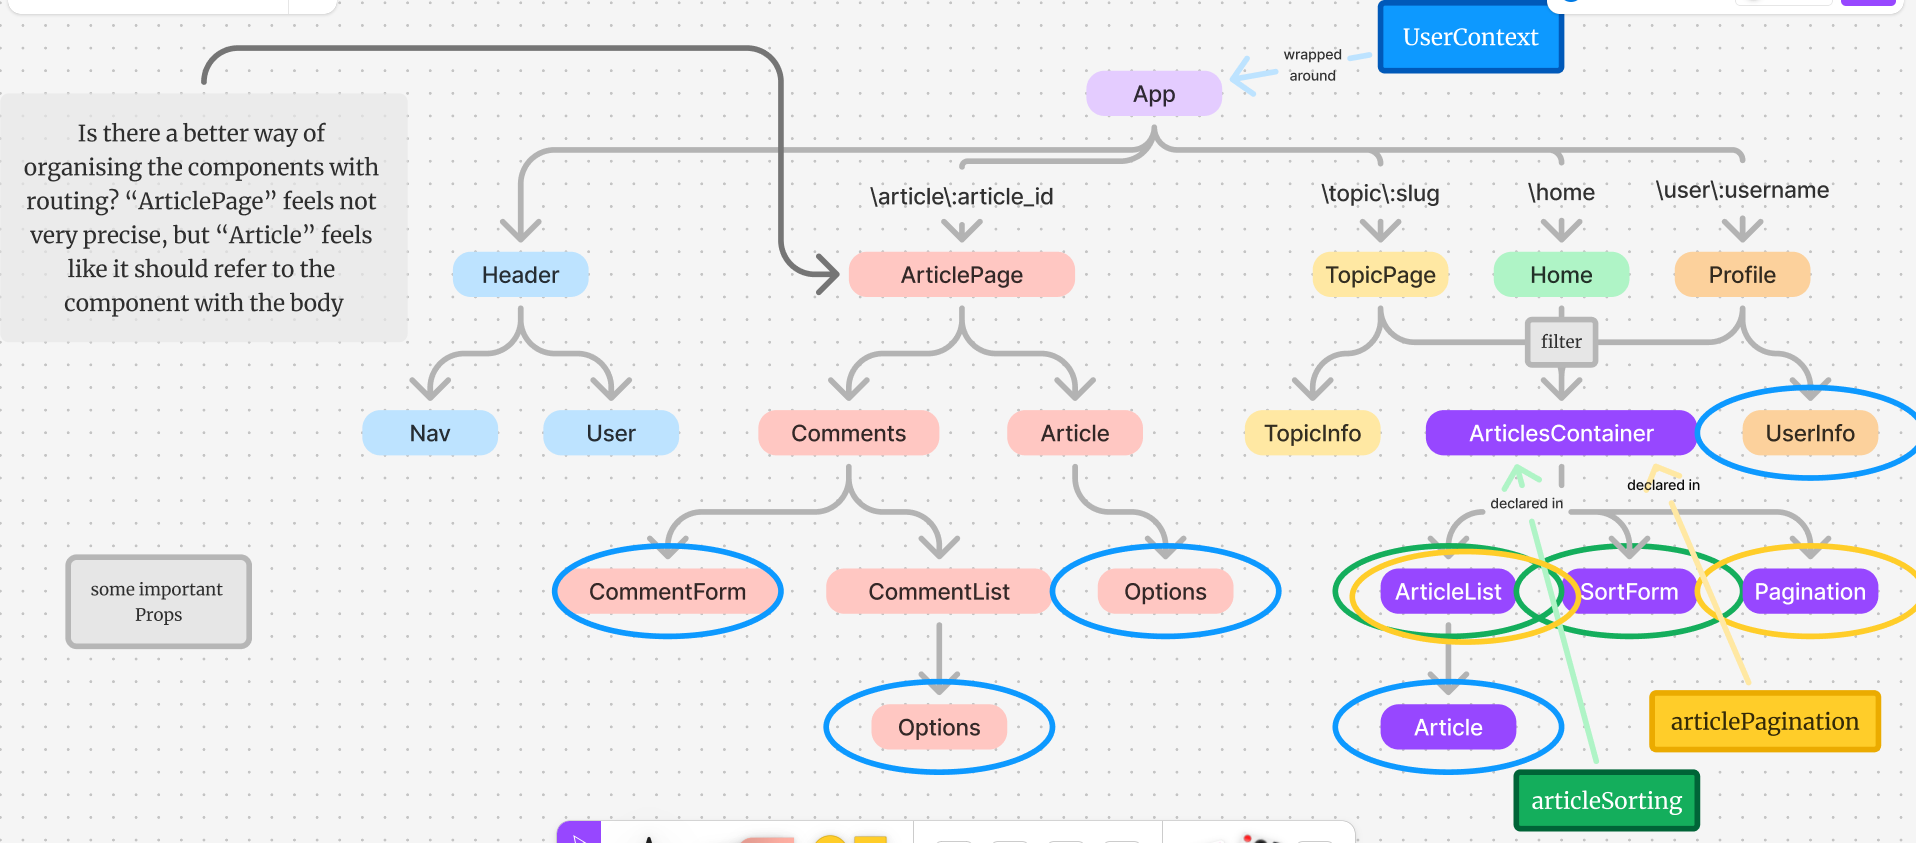 UserContext
wrapped
around
App
Is there a better way of
organising the components with
routing? “ArticlePage” feels not
very precise, but “Article” feels
like it should refer to the
component with the body
\article\:article_id
\topic\:slug
\home
\user\:username
Header
ArticlePage
TopicPage
Home
Profile
filter
Nav
User
Comments
Article
TopicInfo
ArticlesContainer
UserInfo
declared in
declared in
some important
Props
CommentForm
CommentList
Options
ArticleList
SortForm
Pagination
Options
Article
articlePagination
articleSorting